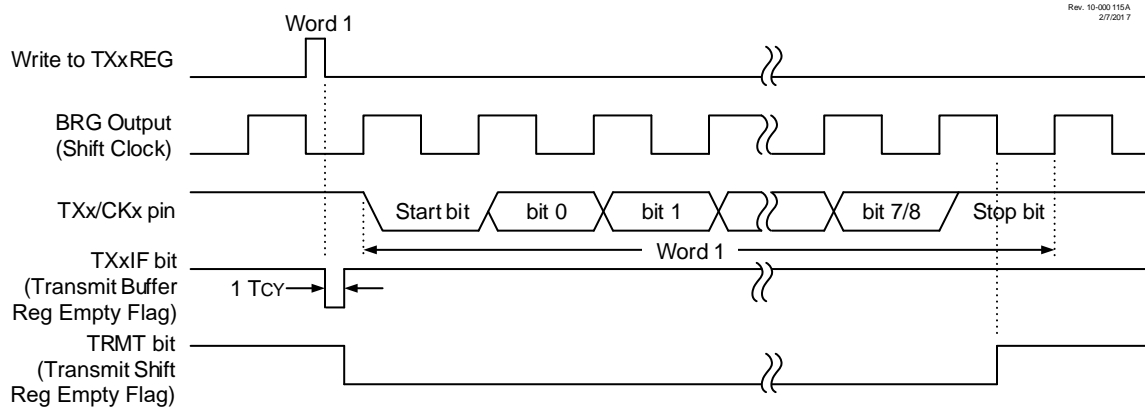 Rev. 10-000 115A
2/7/201 7
Word 1
Write to TXxREG
BRG Output
(Shift Clock)
TXx/CKx pin
Start bit
bit 0
bit 1
bit 7/8
Stop bit
Word 1
TXxIF bit
(Transmit Buffer
Reg Empty Flag)
1 TCY
TRMT bit
(Transmit Shift
Reg Empty Flag)